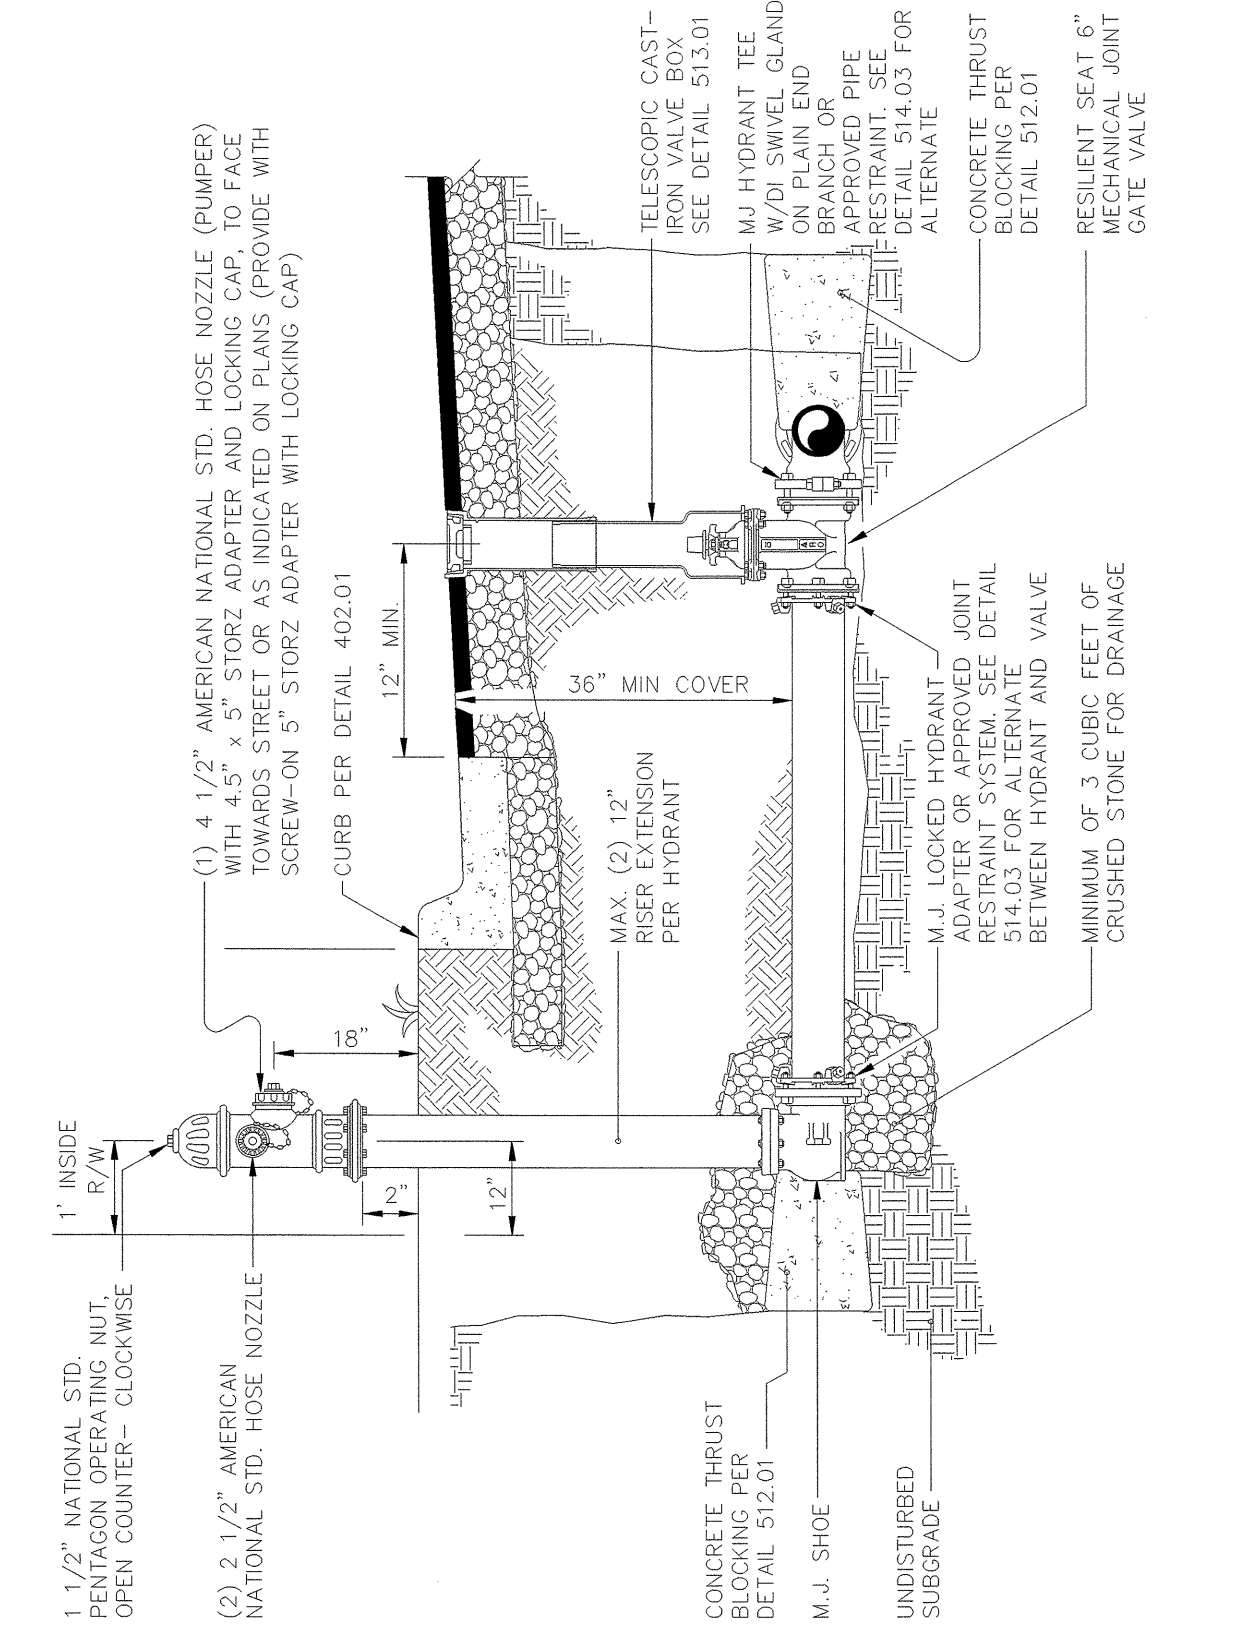 1 1/2" NATIONAL STD.
PENTAGON OPERATING NUT,
OPEN COUNTER- CLOCKWISE
1' INSIDE
R/W
(2) 2 1/2" AMERICAN
NATIONAL STD. HOSE NOZZLE
(1) 4 1/2" AMERICAN NATIONAL STD. HOSE NOZZLE (PUMPER)
WITH 4.5" x 5" STORZ ADAPTER AND LOCKING CAP, TO FACE
TOWARDS STREET OR AS INDICATED ON PLANS (PROVIDE WITH
SCREW-ON 5" STORZ ADAPTER WITH LOCKING CAP)
CURB PER DETAIL 402.01
18"
2"
12"
12" MIN.
36" MIN COVER
MAX. (2) 12"
RISER EXTENSION
PER HYDRANT
TELESCOPIC CAST-
IRON VALVE BOX
SEE DETAIL 513.01
MJ HYDRANT TEE
W/DI SWIVEL GLAND
ON PLAIN END
BRANCH OR
APPROVED PIPE
RESTRAINT. SEE
DETAIL 514.03 FOR
ALTERNATE
CONCRETE THRUST
BLOCKING PER
DETAIL 512.01
RESILIENT SEAT 6"
MECHANICAL JOINT
GATE VALVE
CONCRETE THRUST
BLOCKING PER
DETAIL 512.01
M.J. SHOE
UNDISTURBED
SUBGRADE
M.J. LOCKED HYDRANT
ADAPTER OR APPROVED JOINT
RESTRAINT SYSTEM. SEE DETAIL
514.03 FOR ALTERNATE
BETWEEN HYDRANT AND VALVE
MINIMUM OF 3 CUBIC FEET OF
CRUSHED STONE FOR DRAINAGE